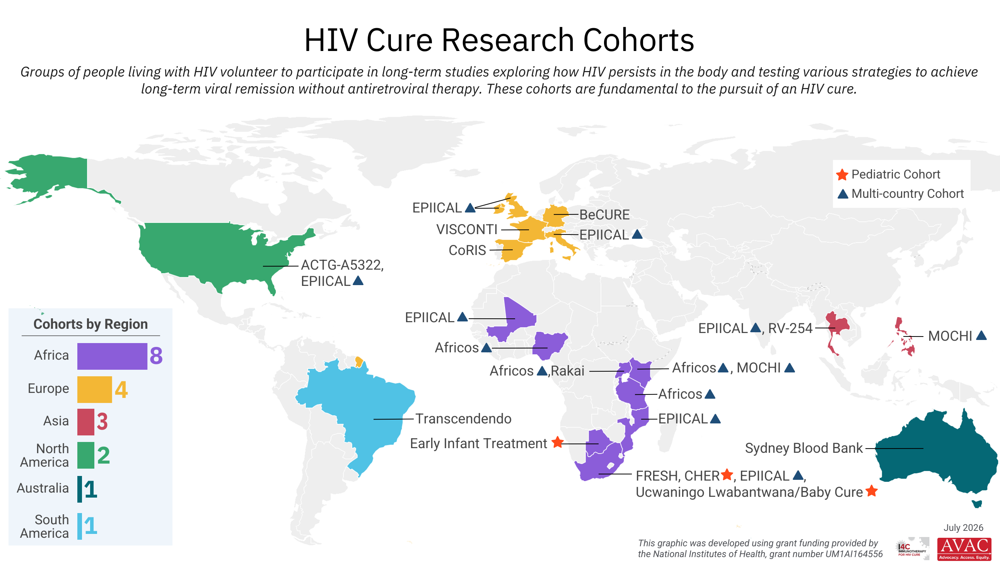 HIV Cure Research Cohorts
Groups of people living with HIV volunteer to participate in long-term studies exploring how HIV persists in the body and testing various strategies to achieve
long-term viral remission without antiretroviral therapy. These cohorts are fundamental to the pursuit of an HIV cure.
Pediatric Cohort
Multi-country Cohort
EPIICAL
BeCURE
VISCONTI
EPIICAL
CoRIS
ACTG-A5322,
EPIICAL
EPIICAL
Africos
Africos ,Rakai
Africos , MOCHI
Africos
EPIICAL
EPIICAL , RV-254
MOCHI
Transcendendo
Early Infant Treatment
Sydney Blood Bank
FRESH, CHER , EPIICAL ,
Ucwaningo Lwabantwana/Baby Cure
Cohorts by Region
Africa 8
Europe 4
Asia 3
North
America 2
Australia 1
South
America 1
July 2026
This graphic was developed using grant funding provided by
the National Institutes of Health, grant number UM1AI164556
I4C
IMMUNOTHERAPY
FOR HIV CURE
AVAC
Advocacy. Access. Equity.